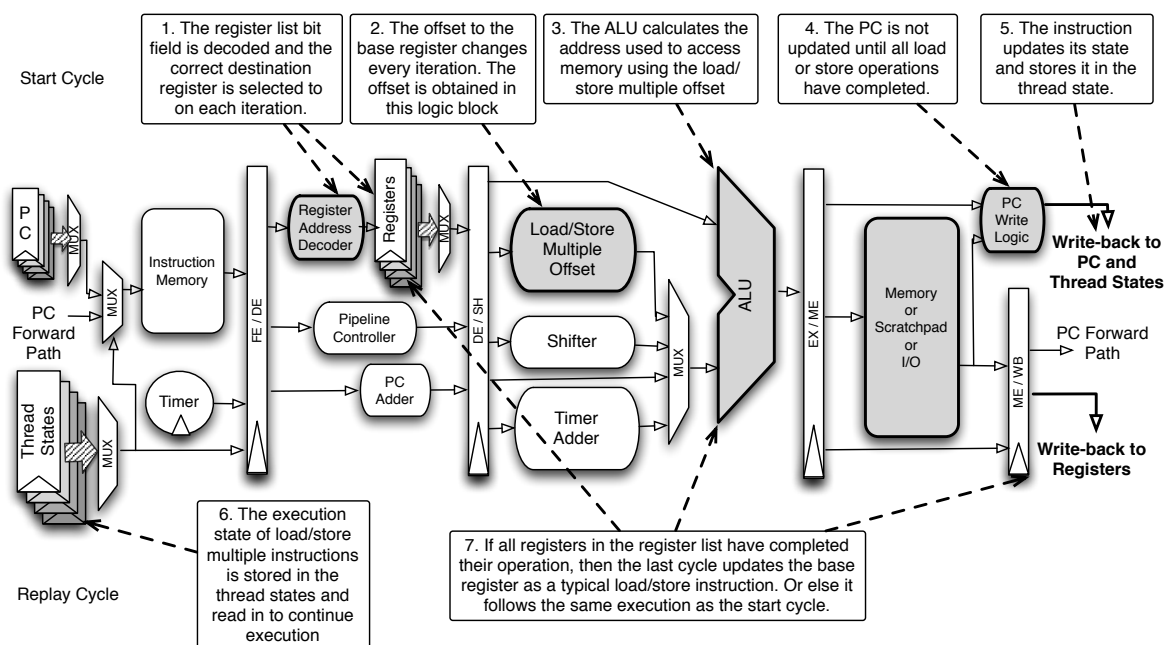 1. The register list bit
field is decoded and the
correct destination
register is selected to
on each iteration.
2. The offset to the
base register changes
every iteration. The
offset is obtained in
this logic block
3. The ALU calculates the
address used to access
memory using the load/
store multiple offset
4. The PC is not
updated until all load
or store operations
have completed.
5. The instruction
updates its state
and stores it in the
thread state.
Start Cycle
P
C
MUX
MUX
Instruction
Memory
PC
Forward
Path
Thread
States
MUX
Timer
FE / DE
Register
Address
Decoder
Registers
MUX
Pipeline
Controller
PC
Adder
DE / SH
Load/Store
Multiple
Offset
Shifter
Timer
Adder
MUX
ALU
EX / ME
Memory
or
Scratchpad
or
I/O
PC
Write
Logic
Write-back to
PC and
Thread States
ME / WB
PC Forward
Path
Write-back to
Registers
Replay Cycle
6. The execution
state of load/store
multiple instructions
is stored in the
thread states and
read in to continue
execution
7. If all registers in the register list have completed
their operation, then the last cycle updates the base
register as a typical load/store instruction. Or else it
follows the same execution as the start cycle.